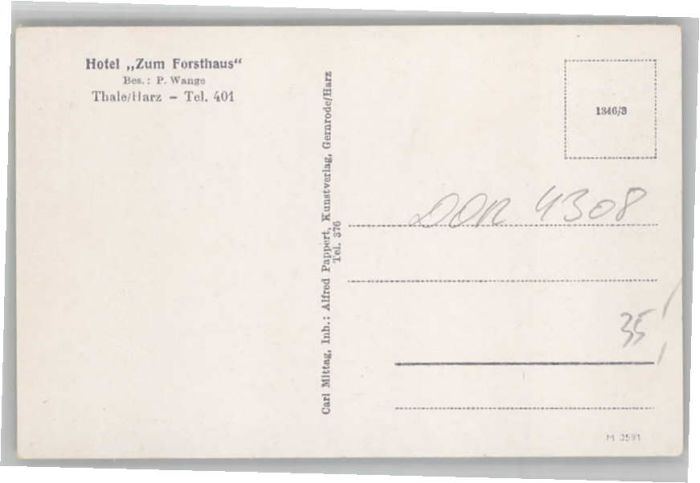 Hotel „Zum Forsthaus“
Bes.: P. Wange
Thale/Harz – Tel. 401
Carl Mittag, Inh.: Alfred Pappert, Kunstverlag, Gernrode/Harz
Tel. 376
1346/3
DDR 4308
35
M 3591